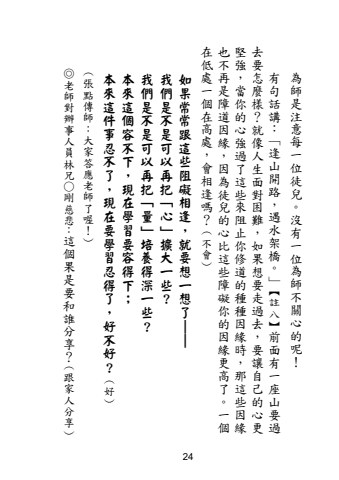 為師是注意每一位徒兒。沒有一位為師不關心的呢！
有句話講：「逢山開路，遇水架橋。」【註八】前面有一座山要過
去要怎麼樣？就像人生面對困難，如果想要走過去，要讓自己的心更
堅強，當你的心強過了這些來阻止你修道的種種因緣時，那這些因緣
也不再是障道因緣，因為徒兒的心比這些障礙你的因緣更高了。一個
在低處一個在高處，會相逢嗎？（不會）
如果常常跟這些阻礙相逢，就要想一想了——
我們是不是可以再把「心」擴大一些？
我們是不是可以再把「量」培養得深一些？
本來這個容不下，現在學習要容得下；
本來這件事忍不了，現在要學習忍得了，好不好？（好）
（張點傳師：大家答應老師了喔！）
◎老師對辦事人員林兄○剛慈悲：這個果是要和誰分享？（跟家人分享）
24